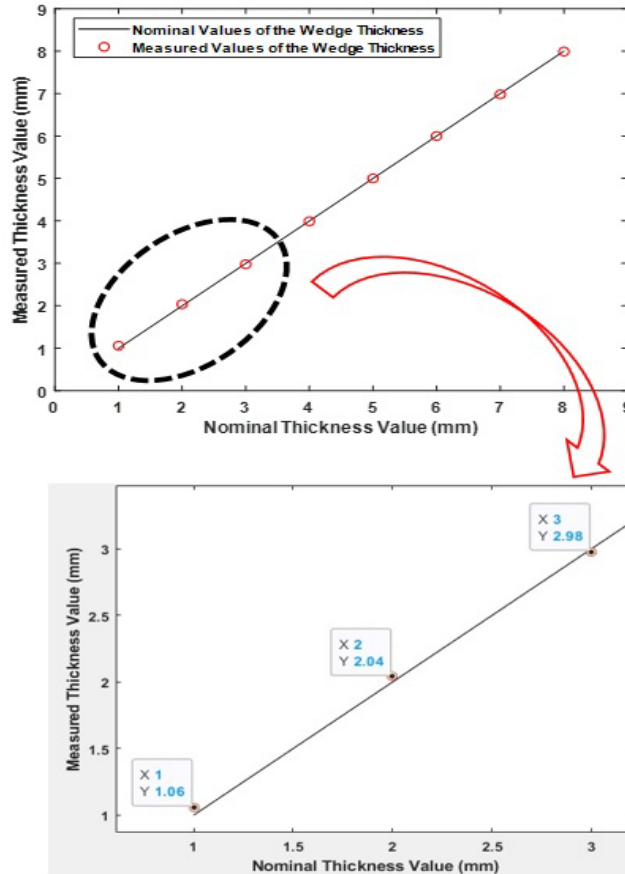 Nominal Values of the Wedge Thickness
Measured Values of the Wedge Thickness
9
8
7
6
5
4
3
2
1
0
Measured Thickness Value (mm)
0 1 2 3 4 5 6 7 8 9
Nominal Thickness Value (mm)
X 3
Y 2.98
X 2
Y 2.04
X 1
Y 1.06
3
2.5
2
1.5
1
Measured Thickness Value (mm)
1 1.5 2 2.5 3
Nominal Thickness Value (mm)